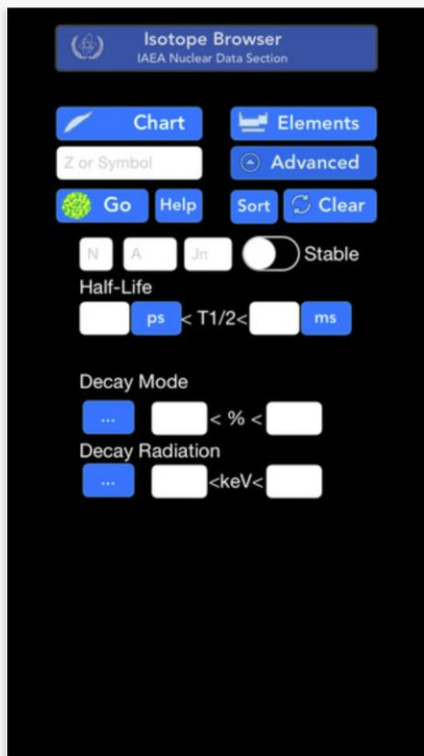 Isotope Browser
IAEA Nuclear Data Section
Chart
Elements
Z or Symbol
Advanced
Go
Help
Sort
Clear
N
A
Jπ
Stable
Half-Life
ps
< T1/2<
ms
Decay Mode
...
< % <
Decay Radiation
...
<keV<